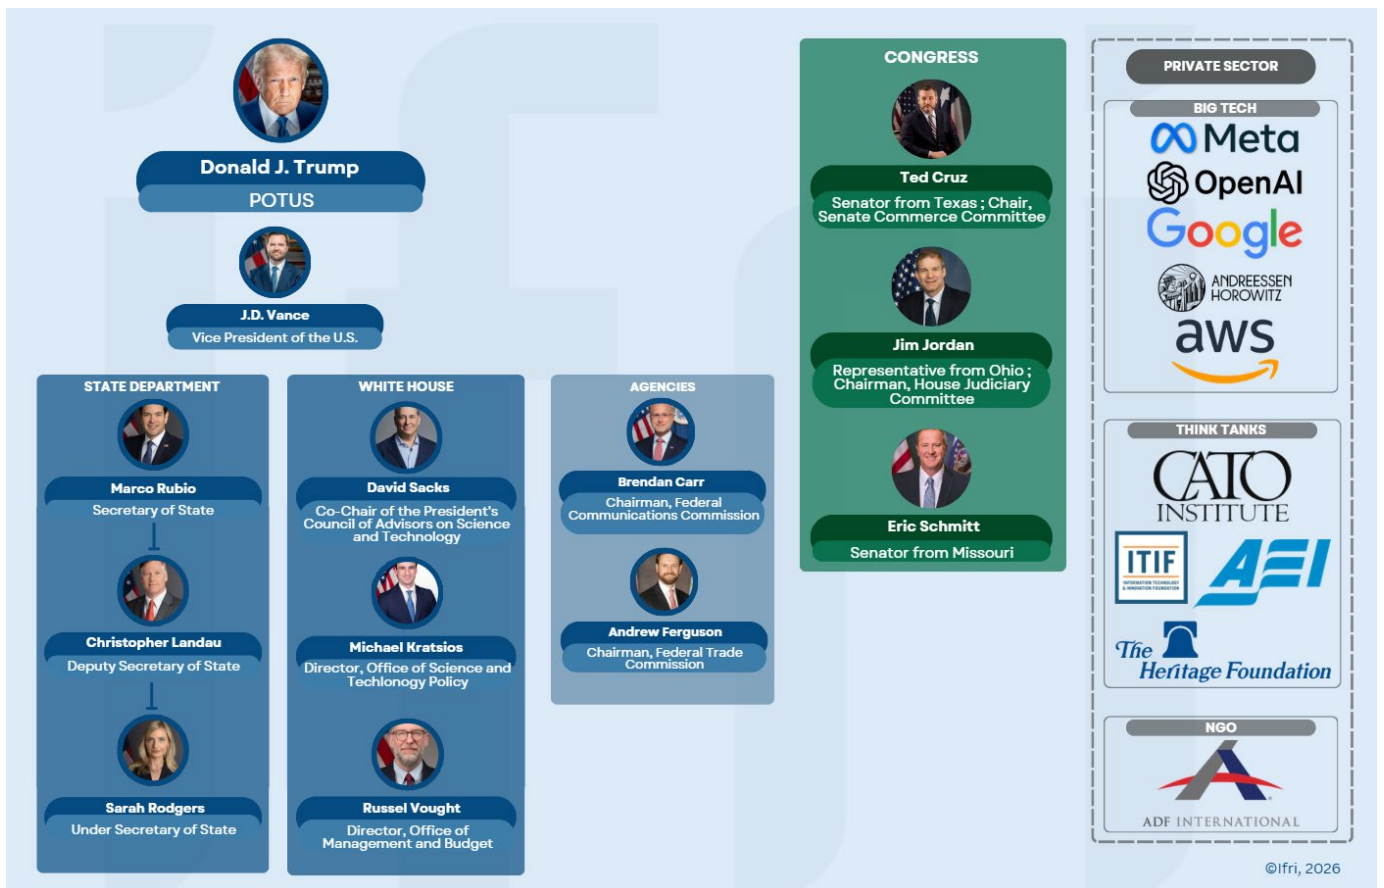 Donald J. Trump
POTUS
J.D. Vance
Vice President of the U.S.
STATE DEPARTMENT
Marco Rubio
Secretary of State
Christopher Landau
Deputy Secretary of State
Sarah Rodgers
Under Secretary of State
WHITE HOUSE
David Sacks
Co-Chair of the President's
Council of Advisors on Science
and Technology
Michael Kratsios
Director, Office of Science and
Techlonogy Policy
Russel Vought
Director, Office of
Management and Budget
AGENCIES
Brendan Carr
Chairman, Federal
Communications Commission
Andrew Ferguson
Chairman, Federal Trade
Commission
CONGRESS
Ted Cruz
Senator from Texas ; Chair,
Senate Commerce Committee
Jim Jordan
Representative from Ohio ;
Chairman, House Judiciary
Committee
Eric Schmitt
Senator from Missouri
PRIVATE SECTOR
BIG TECH
Meta
OpenAI
Google
ANDREESSEN
HOROWITZ
aws
THINK TANKS
CATO
INSTITUTE
ITIF
INFORMATION TECHNOLOGY
& INNOVATION FOUNDATION
AEI
The
Heritage Foundation
NGO
ADF INTERNATIONAL
©Ifri, 2026